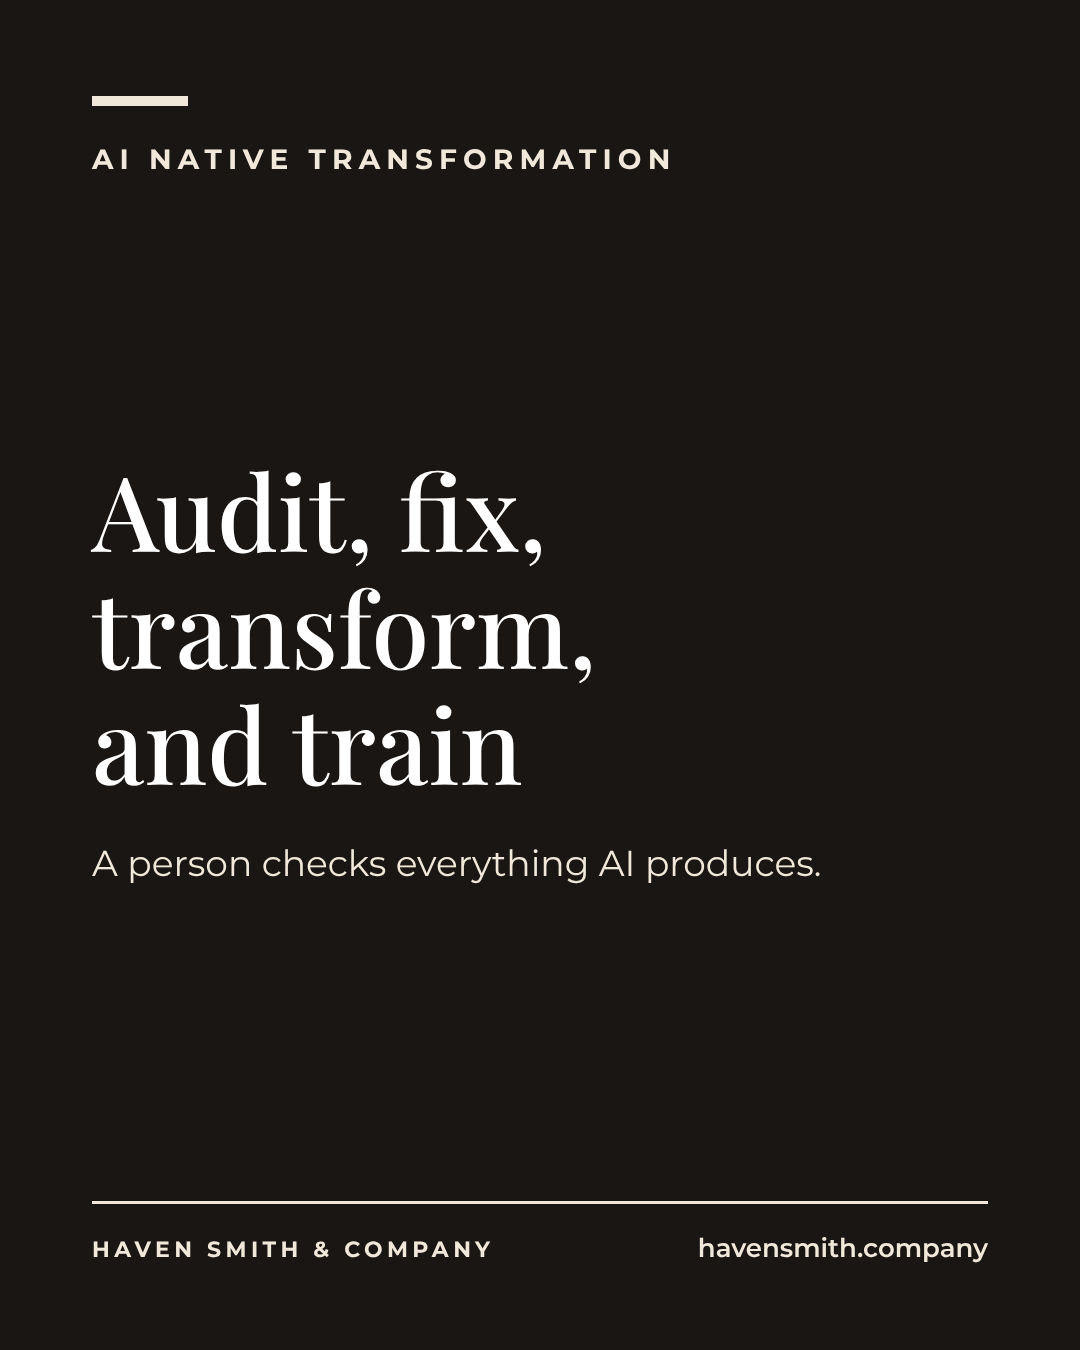 AI NATIVE TRANSFORMATION
Audit, fix,
transform,
and train
A person checks everything AI produces.
HAVEN SMITH & COMPANY
havensmith.company